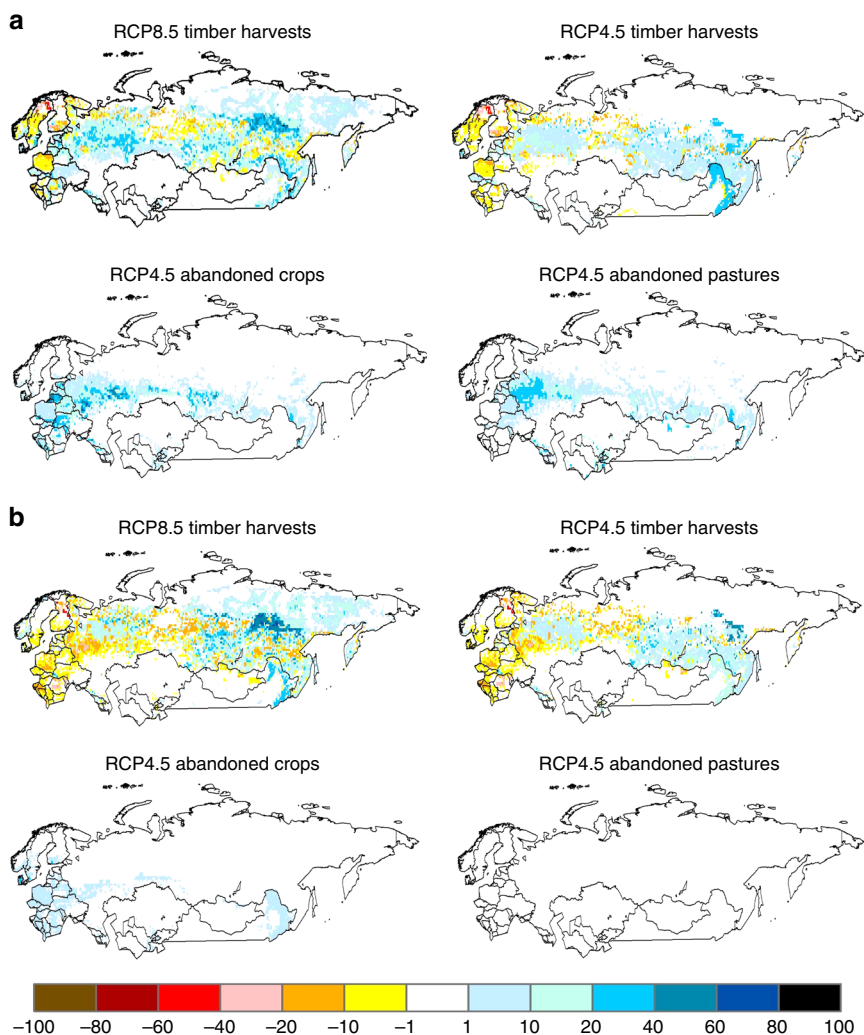 a
RCP8.5 timber harvests
RCP4.5 timber harvests
RCP4.5 abandoned crops
RCP4.5 abandoned pastures
b
RCP8.5 timber harvests
RCP4.5 timber harvests
RCP4.5 abandoned crops
RCP4.5 abandoned pastures
−100 −80 −60 −40 −20 −10 −1 1 10 20 40 60 80 100